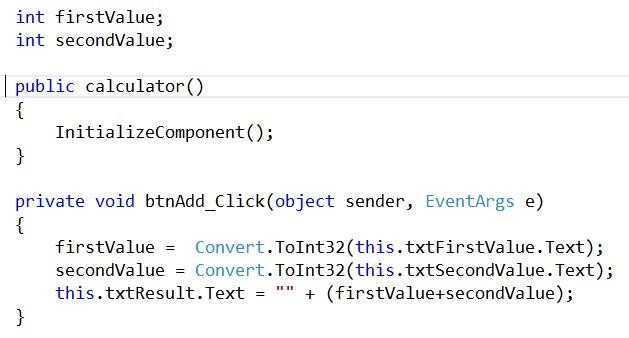 int firstValue;
int secondValue;
public calculator()
{
    InitializeComponent();
}
private void btnAdd_Click(object sender, EventArgs e)
{
    firstValue =  Convert.ToInt32(this.txtFirstValue.Text);
    secondValue = Convert.ToInt32(this.txtSecondValue.Text);
    this.txtResult.Text = "" + (firstValue+secondValue);
}